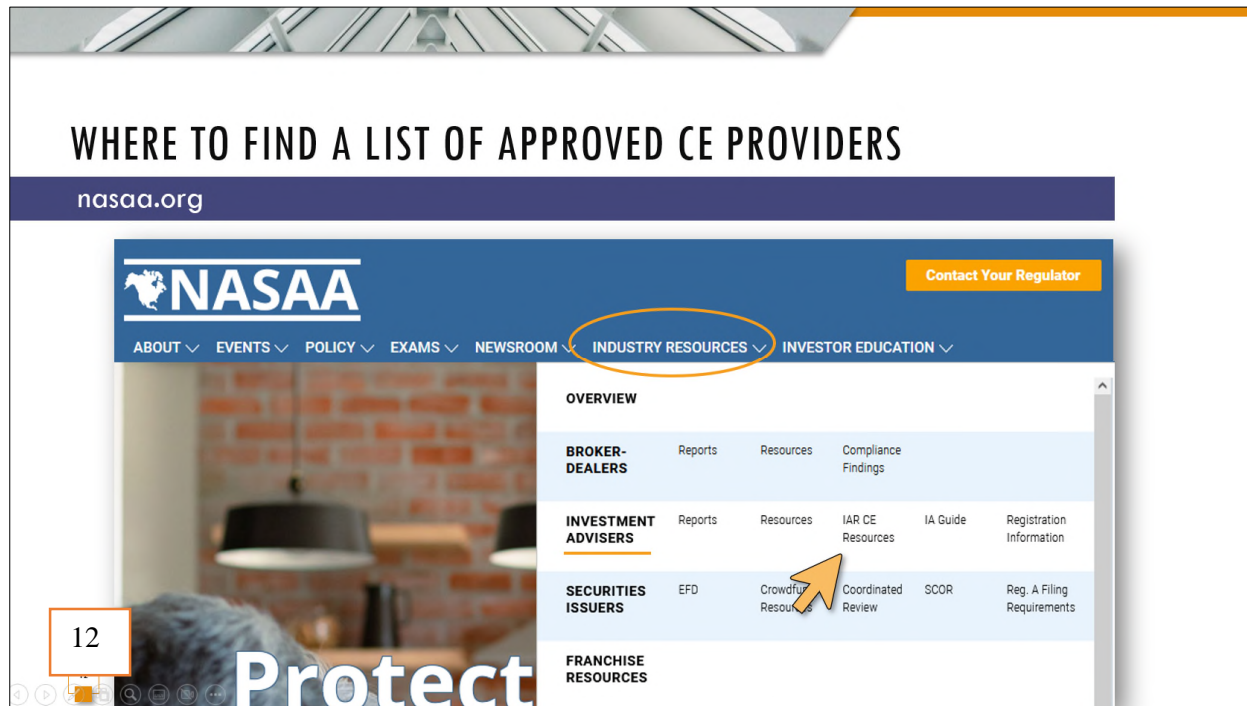 WHERE TO FIND A LIST OF APPROVED CE PROVIDERS
nasaa.org
NASAA
Contact Your Regulator
ABOUT EVENTS POLICY EXAMS NEWSROOM INDUSTRY RESOURCES INVESTOR EDUCATION
OVERVIEW
BROKER-
DEALERS
Reports
Resources
Compliance
Findings
INVESTMENT
ADVISERS
Reports
Resources
IAR CE
Resources
IA Guide
Registration
Information
SECURITIES
ISSUERS
EFD
Coordinated
Review
SCOR
Reg. A Filing
Requirements
FRANCHISE
RESOURCES
Protect
12